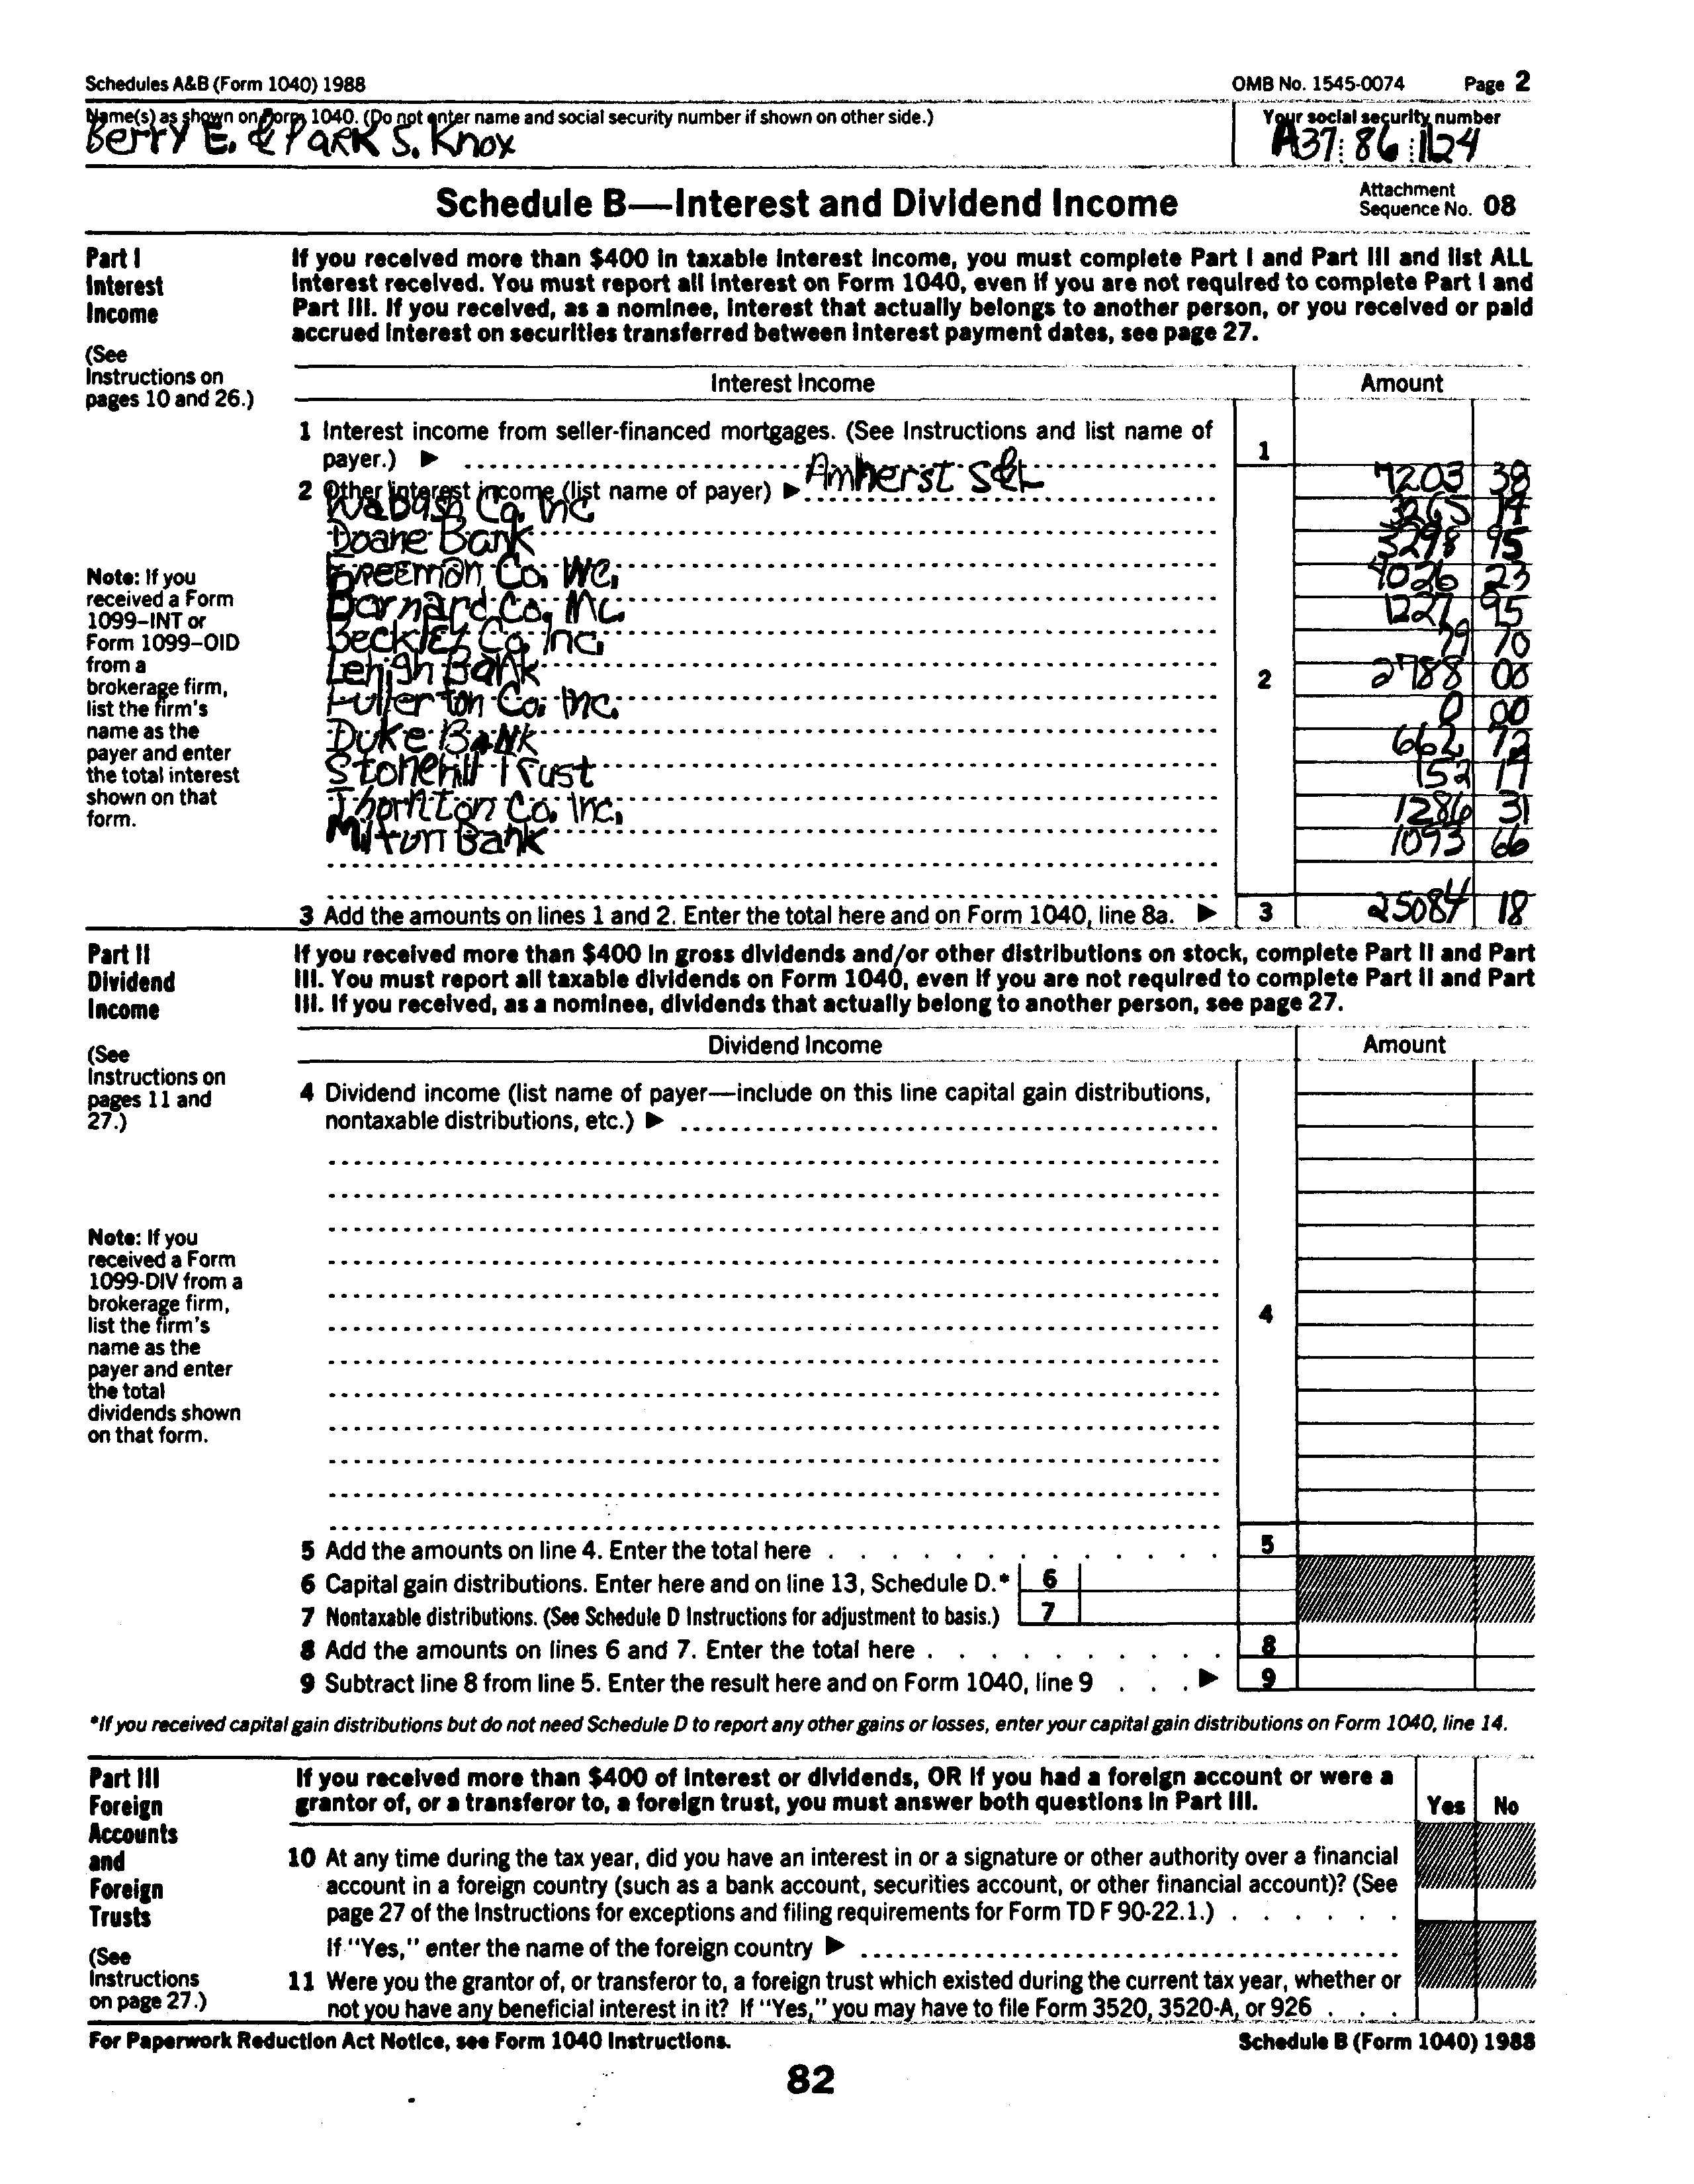 Schedules A&B (Form 1040) 1988 OMB No. 1545-0074 Page 2
Name(s) as shown on Form 1040. (Do not enter name and social security number if shown on other side.) Your social security number
Berry E. & Park S. Knox A37 86 1124
Schedule B—Interest and Dividend Income Attachment Sequence No. 08
Part I
Interest
Income
(See
Instructions on
pages 10 and 26.)
If you received more than $400 in taxable interest income, you must complete Part I and Part III and list ALL
interest received. You must report all interest on Form 1040, even if you are not required to complete Part I and
Part III. If you received, as a nominee, interest that actually belongs to another person, or you received or paid
accrued interest on securities transferred between interest payment dates, see page 27.
Interest Income Amount
1 Interest income from seller-financed mortgages. (See Instructions and list name of
payer.) ▶ 1
2 Other interest income (list name of payer) ▶ Amherst S&L 7203 38
Wabash Co. Inc 3265 17
Doane Bank 3298 95
Freeman Co. Inc. 4026 23
Barnard Co. Inc. 1227 95
Beckley Co. Inc. 79 70
Lehigh Bank 2 2788 00
Fullerton Co. Inc. 0 00
Duke Bank 662 72
Stonehill Trust 152 17
Thornton Co. Inc. 1286 31
Milton Bank 1093 66
Note: If you
received a Form
1099–INT or
Form 1099–OID
from a
brokerage firm,
list the firm's
name as the
payer and enter
the total interest
shown on that
form.
3 Add the amounts on lines 1 and 2. Enter the total here and on Form 1040, line 8a. ▶ 3 25084 18
Part II
Dividend
Income
(See
Instructions on
pages 11 and
27.)
If you received more than $400 in gross dividends and/or other distributions on stock, complete Part II and Part
III. You must report all taxable dividends on Form 1040, even if you are not required to complete Part II and Part
III. If you received, as a nominee, dividends that actually belong to another person, see page 27.
Dividend Income Amount
4 Dividend income (list name of payer—include on this line capital gain distributions,
nontaxable distributions, etc.) ▶
Note: If you
received a Form
1099-DIV from a
brokerage firm,
list the firm's
name as the
payer and enter
the total
dividends shown
on that form.
4
5 Add the amounts on line 4. Enter the total here 5
6 Capital gain distributions. Enter here and on line 13, Schedule D.* 6
7 Nontaxable distributions. (See Schedule D Instructions for adjustment to basis.) 7
8 Add the amounts on lines 6 and 7. Enter the total here 8
9 Subtract line 8 from line 5. Enter the result here and on Form 1040, line 9 ▶ 9
*If you received capital gain distributions but do not need Schedule D to report any other gains or losses, enter your capital gain distributions on Form 1040, line 14.
Part III
Foreign
Accounts
and
Foreign
Trusts
(See
Instructions
on page 27.)
If you received more than $400 of interest or dividends, OR if you had a foreign account or were a
grantor of, or a transferor to, a foreign trust, you must answer both questions in Part III. Yes No
10 At any time during the tax year, did you have an interest in or a signature or other authority over a financial
account in a foreign country (such as a bank account, securities account, or other financial account)? (See
page 27 of the Instructions for exceptions and filing requirements for Form TD F 90-22.1.)
If "Yes," enter the name of the foreign country ▶
11 Were you the grantor of, or transferor to, a foreign trust which existed during the current tax year, whether or
not you have any beneficial interest in it? If "Yes," you may have to file Form 3520, 3520-A, or 926
For Paperwork Reduction Act Notice, see Form 1040 Instructions. Schedule B (Form 1040) 1988
82